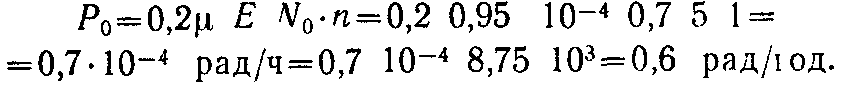 P₀=0,2μ E N₀·n=0,2 0,95 10⁻⁴ 0,7 5 1=
=0,7·10⁻⁴ рад/ч=0,7 10⁻⁴ 8,75 10³=0,6 рад/год.